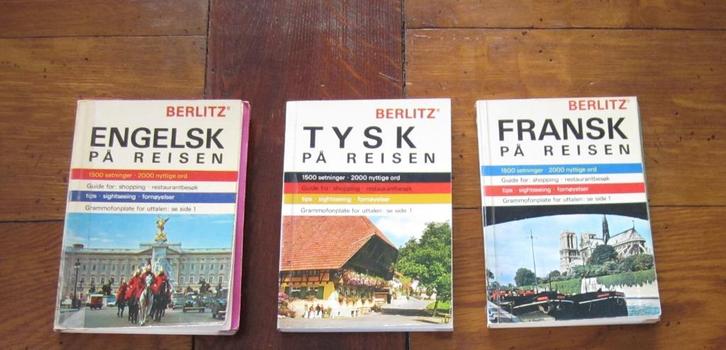 BERLITZ®
ENGELSK
PÅ REISEN
1500 setninger · 2000 nyttige ord
Guide for: shopping · restaurantbesøk
tips · sightseeing · fornøyelser
Grammofonplate for uttalen: se side 1
BERLITZ®
TYSK
PÅ REISEN
1500 setninger · 2000 nyttige ord
Guide for: shopping · restaurantbesøk
tips · sightseeing · fornøyelser
Grammofonplate for uttalen: se side 1
BERLITZ®
FRANSK
PÅ REISEN
1500 setninger · 2000 nyttige ord
Guide for: shopping · restaurantbesøk
tips · sightseeing · fornøyelser
Grammofonplate for uttalen: se side 1